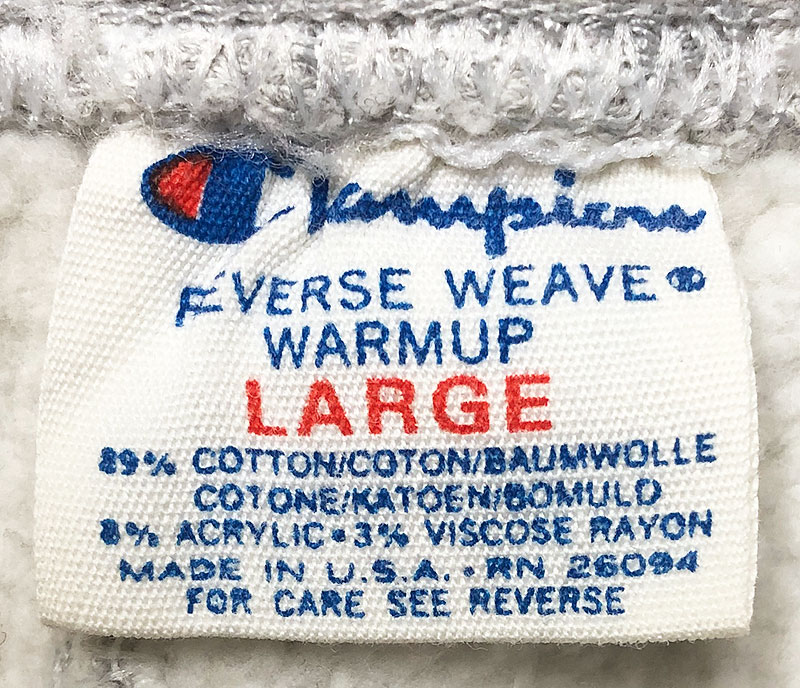 Champion
REVERSE WEAVE®
WARMUP
LARGE
89% COTTON/COTON/BAUMWOLLE
COTONE/KATOEN/BOMULD
8% ACRYLIC • 3% VISCOSE RAYON
MADE IN U.S.A. • RN 26094
FOR CARE SEE REVERSE